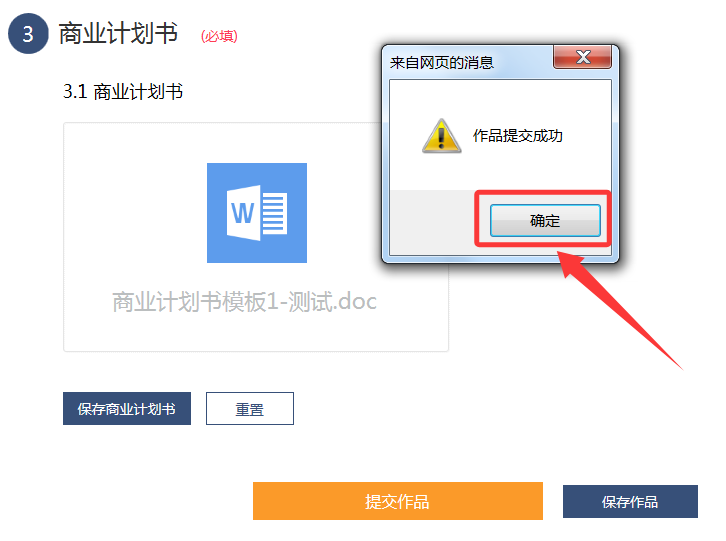 3 商业计划书 (必填)
来自网页的消息
3.1 商业计划书
作品提交成功
W
确定
商业计划书模板1-测试.doc
保存商业计划书 重置
提交作品 保存作品